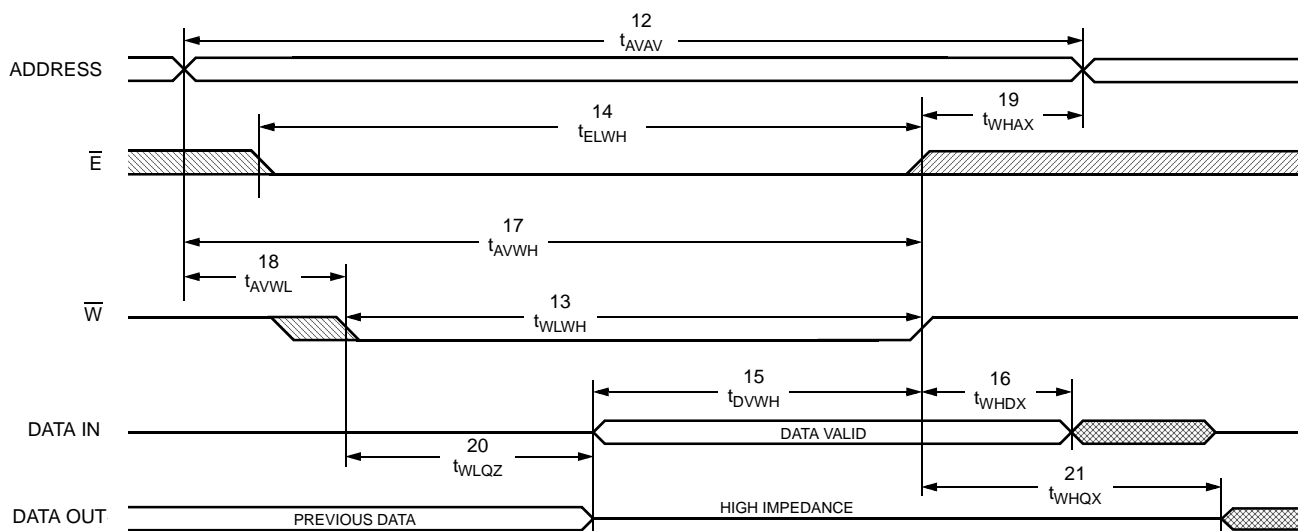 12
tAVAV
ADDRESS
19
tWHAX
14
tELWH
E
17
tAVWH
18
tAVWL
W
13
tWLWH
15
tDVWH
16
tWHDX
DATA IN
DATA VALID
20
tWLQZ
21
tWHQX
DATA OUT
PREVIOUS DATA
HIGH IMPEDANCE